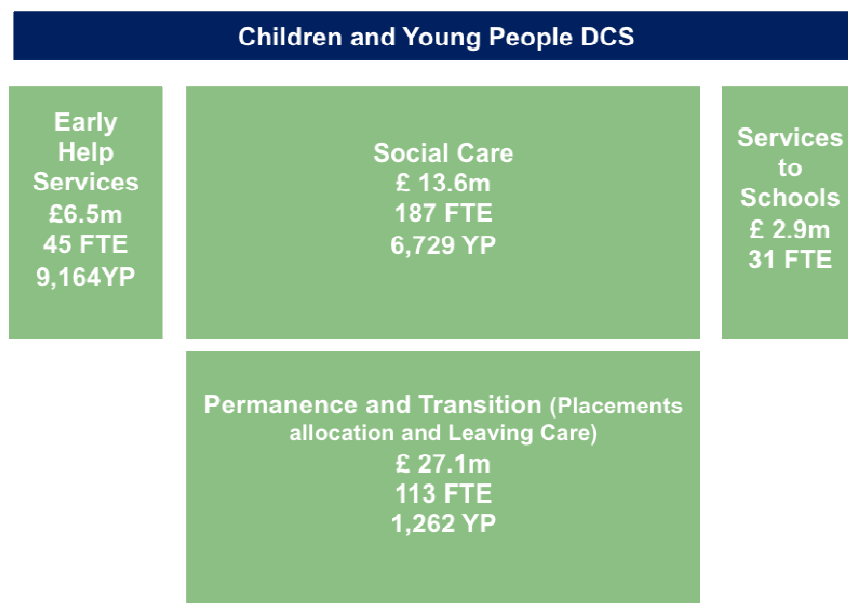 Children and Young People DCS
Early
Help
Services
£6.5m
45 FTE
9,164YP
Social Care
£ 13.6m
187 FTE
6,729 YP
Services
to
Schools
£ 2.9m
31 FTE
Permanence and Transition (Placements
allocation and Leaving Care)
£ 27.1m
113 FTE
1,262 YP